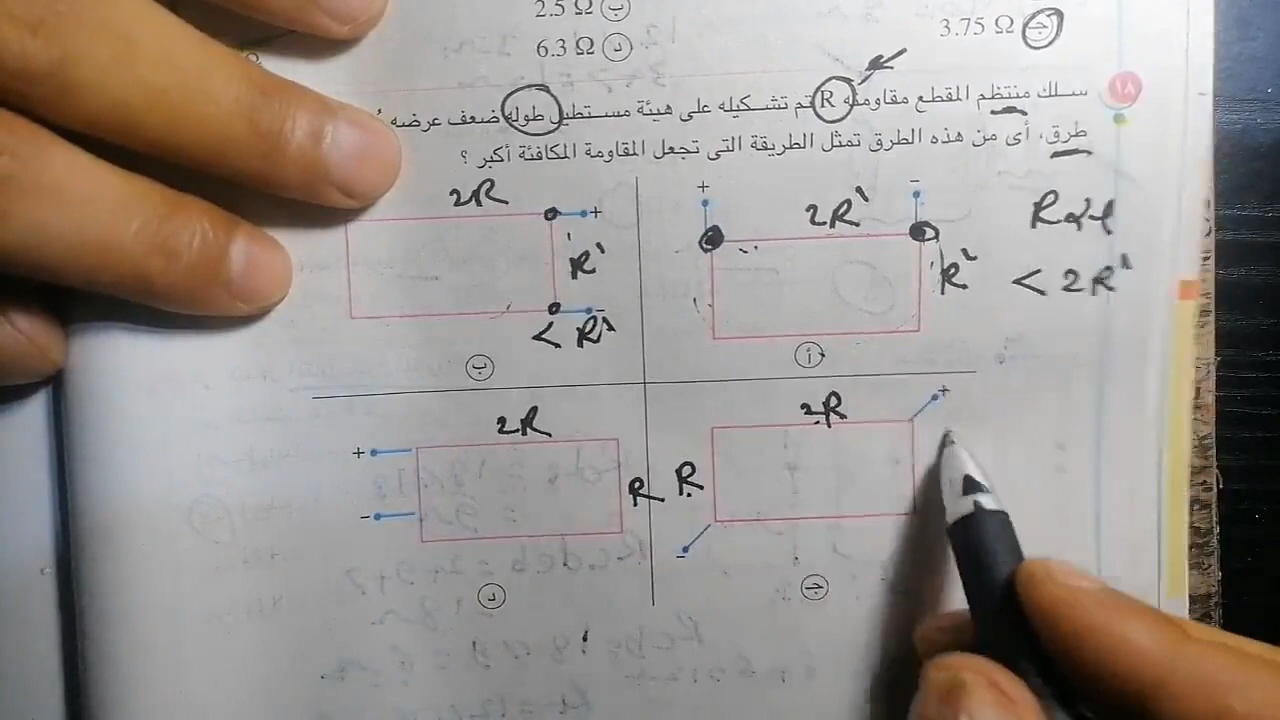 ب 2.5 Ω
ج 3.75 Ω
د 6.3 Ω
١٨ سلك منتظم المقطع مقاومته R تم تشكيله على هيئة مستطيل طوله ضعف عرضه
طرق، أى من هذه الطرق تمثل الطريقة التى تجعل المقاومة المكافئة أكبر ؟
+ -
2R'
R'
R α l
< 2R'
أ
2R
+
R'
-
< R'
ب
2R
+
R
-
ج
2R
+
-
R
د